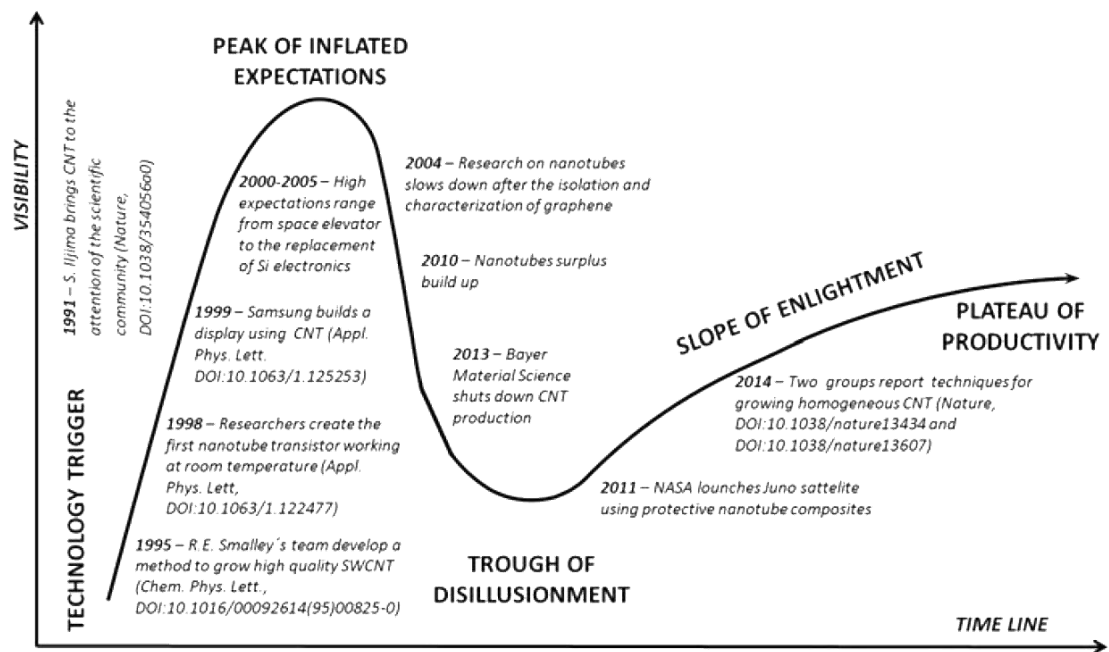 PEAK OF INFLATED
EXPECTATIONS
VISIBILITY
1991 – S. Iijima brings CNT to the
attention of the scientific
community (Nature,
DOI:10.1038/354056a0)
2000-2005 – High
expectations range
from space elevator
to the replacement
of Si electronics
2004 – Research on nanotubes
slows down after the isolation and
characterization of graphene
2010 – Nanotubes surplus
build up
1999 – Samsung builds a
display using CNT (Appl.
Phys. Lett.
DOI:10.1063/1.125253)
2013 – Bayer
Material Science
shuts down CNT
production
SLOPE OF ENLIGHTMENT
PLATEAU OF
PRODUCTIVITY
2014 – Two groups report techniques for
growing homogeneous CNT (Nature,
DOI:10.1038/nature13434 and
DOI:10.1038/nature13607)
TECHNOLOGY TRIGGER
1998 – Researchers create the
first nanotube transistor working
at room temperature (Appl.
Phys. Lett,
DOI:10.1063/1.122477)
2011 – NASA lounches Juno sattelite
using protective nanotube composites
1995 – R.E. Smalley´s team develop a
method to grow high quality SWCNT
(Chem. Phys. Lett.,
DOI:10.1016/00092614(95)00825-0)
TROUGH OF
DISILLUSIONMENT
TIME LINE